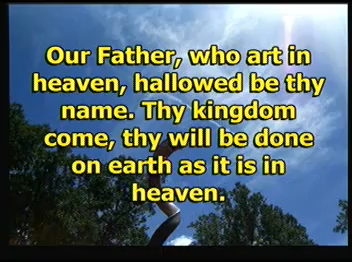 Our Father, who art in
heaven, hallowed be thy
name. Thy kingdom
come, thy will be done
on earth as it is in
heaven.